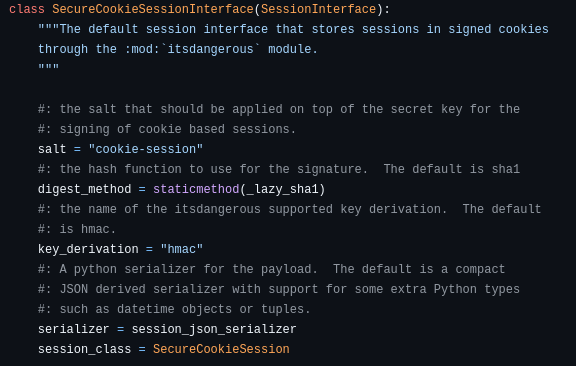 class SecureCookieSessionInterface(SessionInterface):
    """The default session interface that stores sessions in signed cookies
    through the :mod:`itsdangerous` module.
    """

    #: the salt that should be applied on top of the secret key for the
    #: signing of cookie based sessions.
    salt = "cookie-session"
    #: the hash function to use for the signature.  The default is sha1
    digest_method = staticmethod(_lazy_sha1)
    #: the name of the itsdangerous supported key derivation.  The default
    #: is hmac.
    key_derivation = "hmac"
    #: A python serializer for the payload.  The default is a compact
    #: JSON derived serializer with support for some extra Python types
    #: such as datetime objects or tuples.
    serializer = session_json_serializer
    session_class = SecureCookieSession